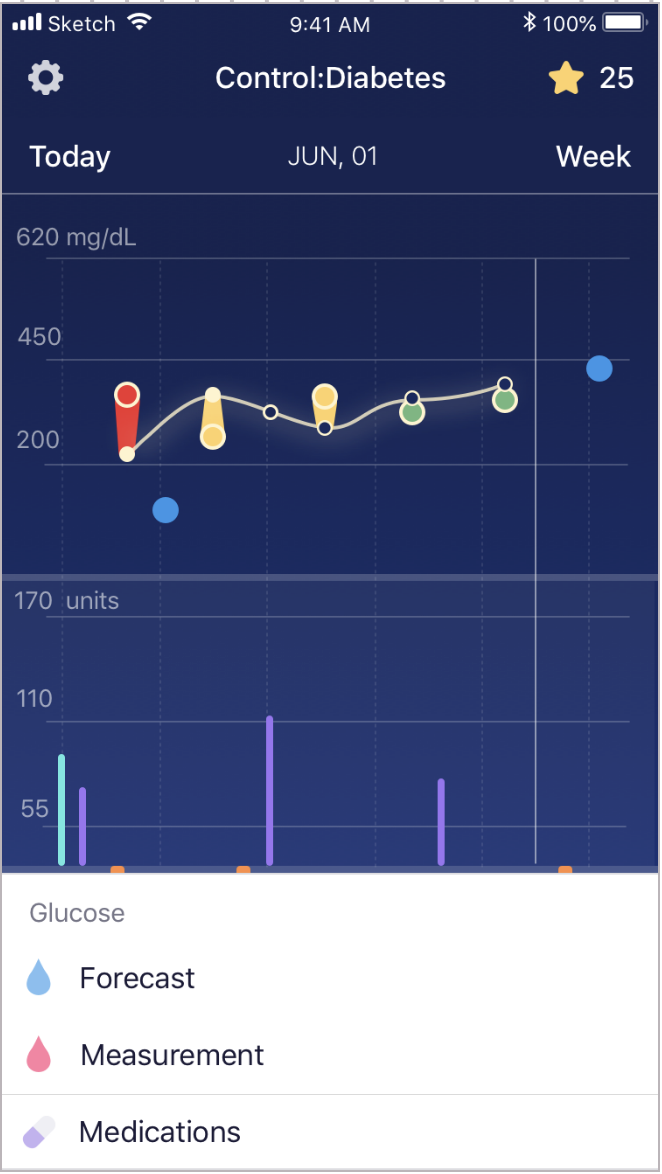 Sketch 9:41 AM 100%
Control:Diabetes 25
Today JUN, 01 Week
620 mg/dL
450
200
170 units
110
55
Glucose
Forecast
Measurement
Medications